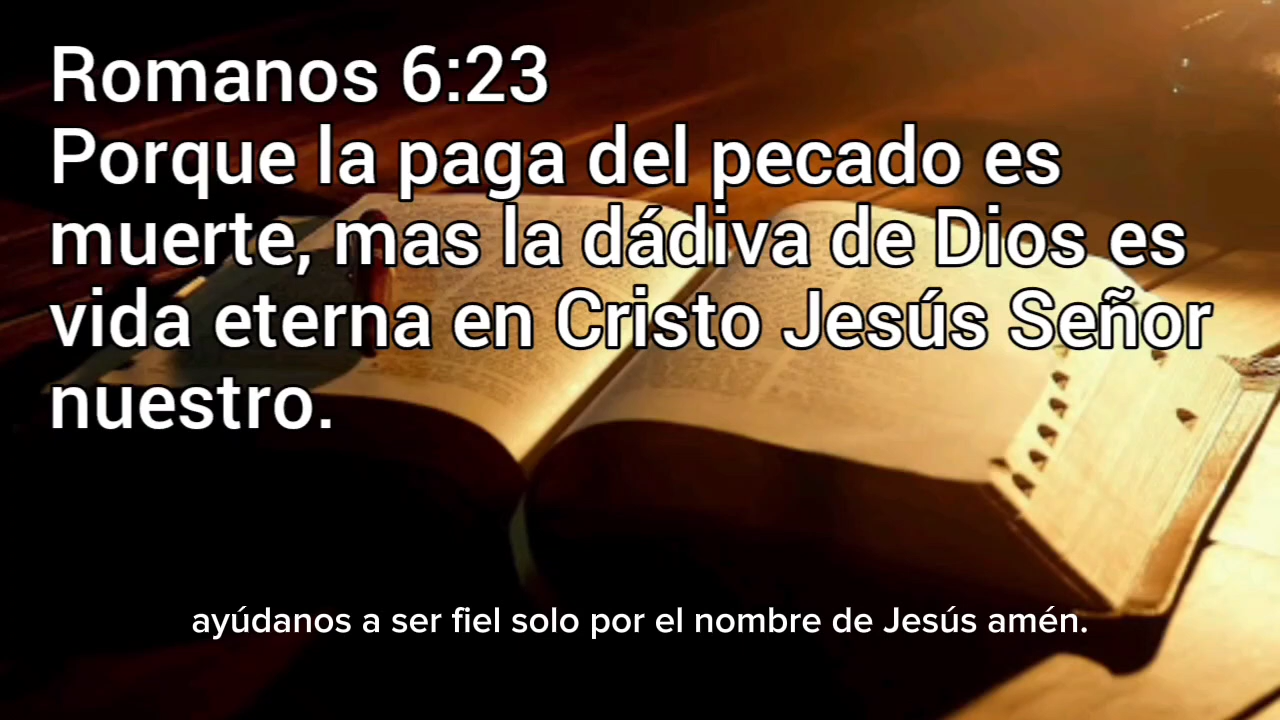 Romanos 6:23
Porque la paga del pecado es
muerte, mas la dádiva de Dios es
vida eterna en Cristo Jesús Señor
nuestro.
ayúdanos a ser fiel solo por el nombre de Jesús amén.